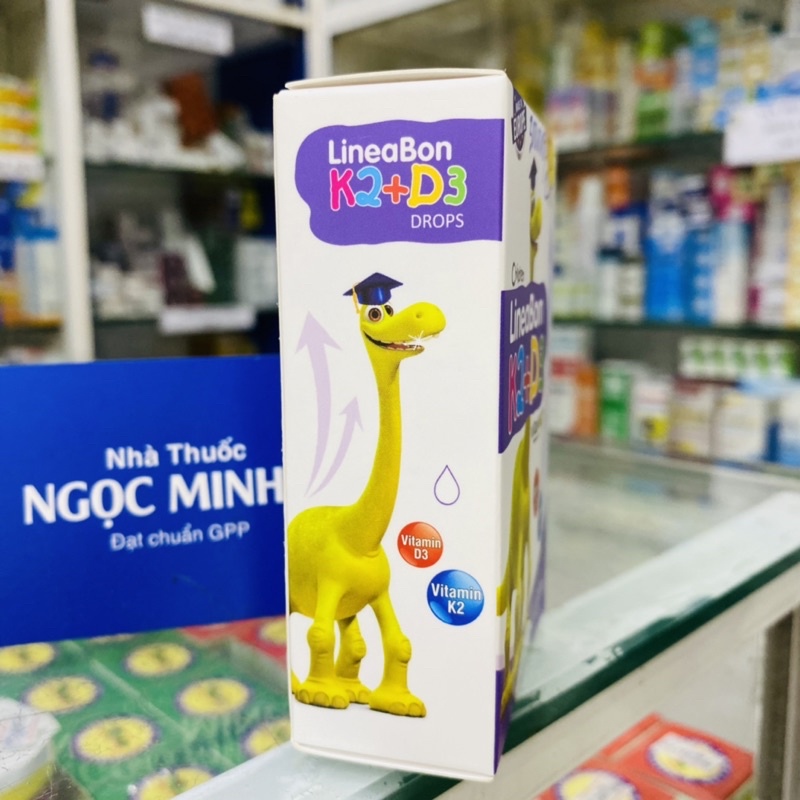 LineaBon
K2+D3
DROPS
Vitamin
D3
Vitamin
K2
LineaBon
K2+D3
Nhà Thuốc
NGỌC MINH
Đạt chuẩn GPP